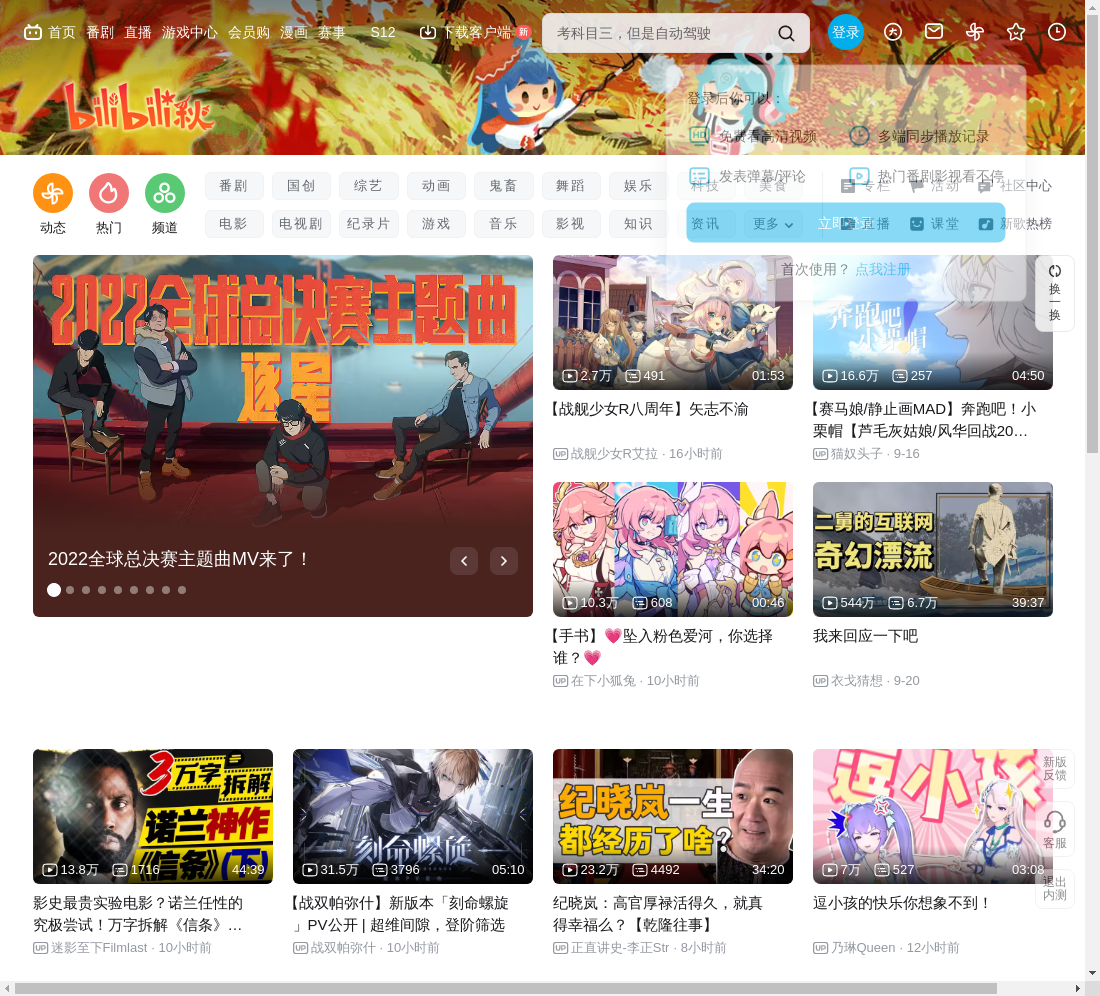 首页 番剧 直播 游戏中心 会员购 漫画 赛事 S12 下载客户端 新
考科目三，但是自动驾驶
登录
bilibili秋
登录后你可以：
免费看高清视频 多端同步播放记录
发表弹幕/评论 热门番剧影视看不停
立即登录
首次使用？ 点我注册
动态 热门 频道
番剧 国创 综艺 动画 鬼畜 舞蹈 娱乐 科技 美食 专栏 活动 社区中心
电影 电视剧 纪录片 游戏 音乐 影视 知识 资讯 更多 直播 课堂 新歌热榜
换一换
2022全球总决赛主题曲
逐星
2022全球总决赛主题曲MV来了！
2.7万 491 01:53
【战舰少女R八周年】矢志不渝
UP 战舰少女R艾拉 · 16小时前
奔跑吧！小栗帽
16.6万 257 04:50
【赛马娘/静止画MAD】奔跑吧！小
栗帽【芦毛灰姑娘/风华回战20…
UP 猫奴头子 · 9-16
10.3万 608 00:46
【手书】💗坠入粉色爱河，你选择
谁？💗
UP 在下小狐兔 · 10小时前
二舅的互联网
奇幻漂流
544万 6.7万 39:37
我来回应一下吧
UP 衣戈猜想 · 9-20
3万字拆解
诺兰神作
《信条》(下)
13.8万 1716 44:39
影史最贵实验电影？诺兰任性的
究极尝试！万字拆解《信条》…
UP 迷影至下Filmlast · 10小时前
刻命螺旋
31.5万 3796 05:10
【战双帕弥什】新版本「刻命螺旋
」PV公开 | 超维间隙，登阶筛选
UP 战双帕弥什 · 10小时前
纪晓岚一生
都经历了啥？
23.2万 4492 34:20
纪晓岚：高官厚禄活得久，就真
得幸福么？【乾隆往事】
UP 正直讲史-李正Str · 8小时前
逗小孩
7万 527 03:08
逗小孩的快乐你想象不到！
UP 乃琳Queen · 12小时前
新版
反馈
客服
退出
内测